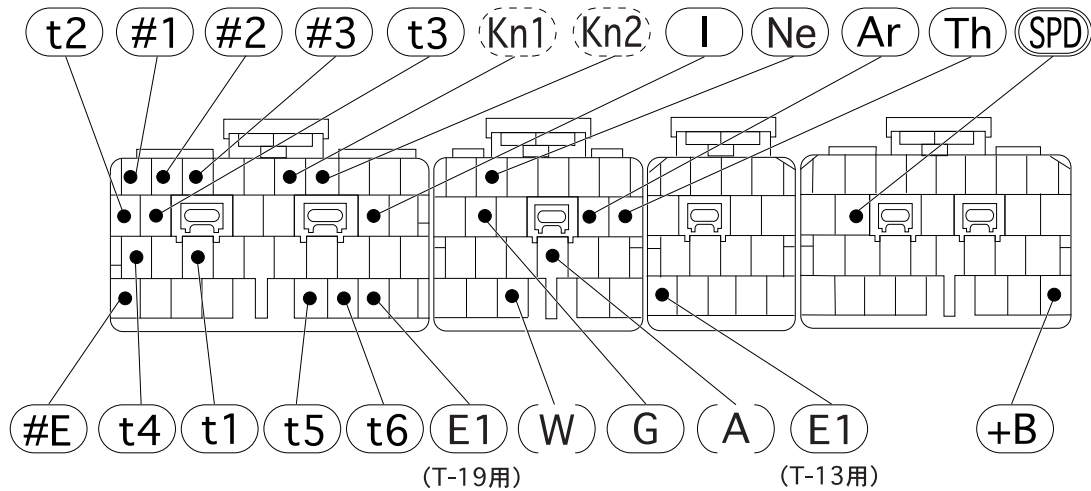 t2 #1 #2 #3 t3 Kn1 Kn2 I Ne Ar Th SPD
#E t4 t1 t5 t6 E1 W G A E1 +B
(T-19用) (T-13用)